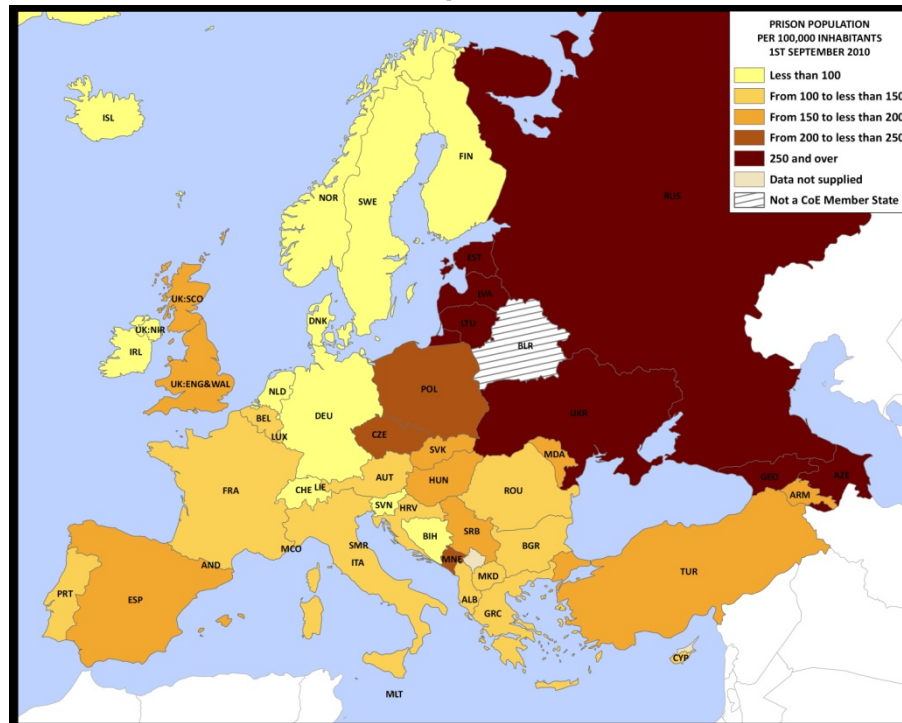 PRISON POPULATION
PER 100,000 INHABITANTS
1ST SEPTEMBER 2010
Less than 100
From 100 to less than 150
From 150 to less than 200
From 200 to less than 250
250 and over
Data not supplied
Not a CoE Member State
ISL
FIN
NOR
SWE
RUS
EST
UK:SCO
LVA
DNK
LTU
UK:NIR
IRL
BLR
UK:ENG&WAL
NLD
POL
DEU
BEL
UKR
LUX
CZE
SVK
MDA
AUT
HUN
FRA
CHE
LIE
ROU
GEO
AZE
SVN
HRV
ARM
BIH
SRB
MCO
SMR
ITA
BGR
MNE
AND
MKD
TUR
PRT
ESP
ALB
GRC
CYP
MLT